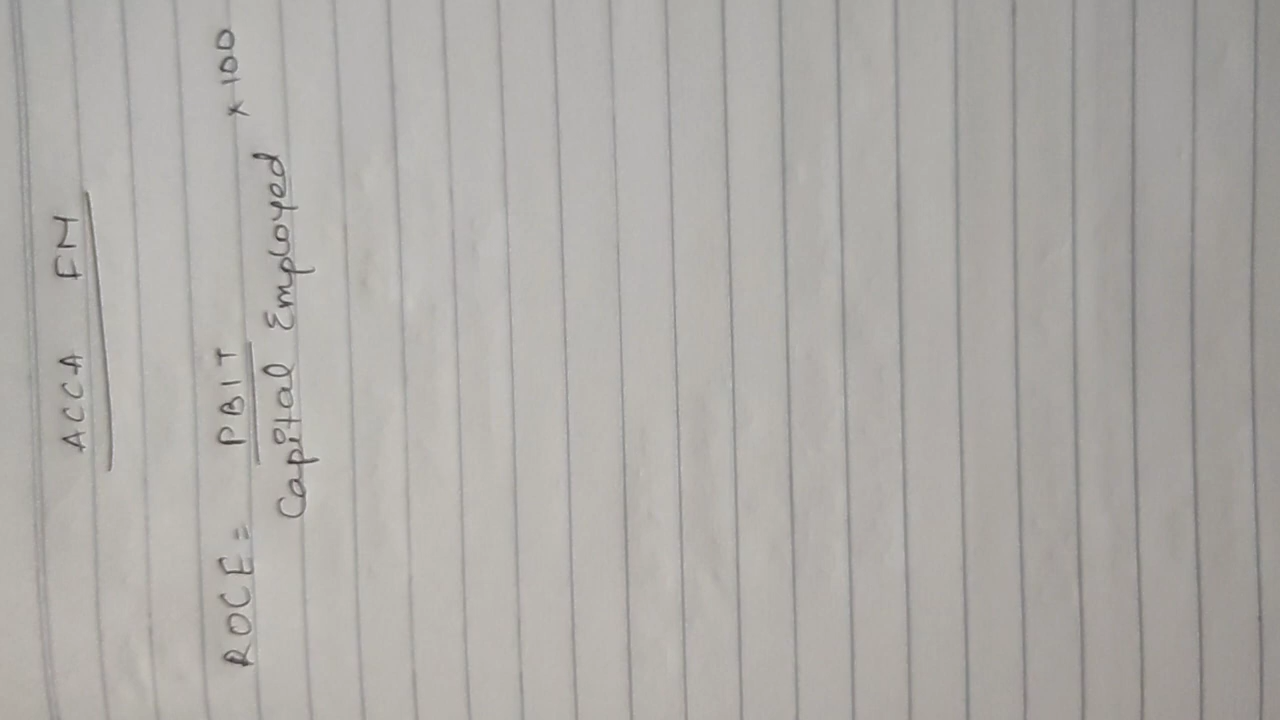 ACCA FM
ROCE = PBIT × 100
Capital Employed